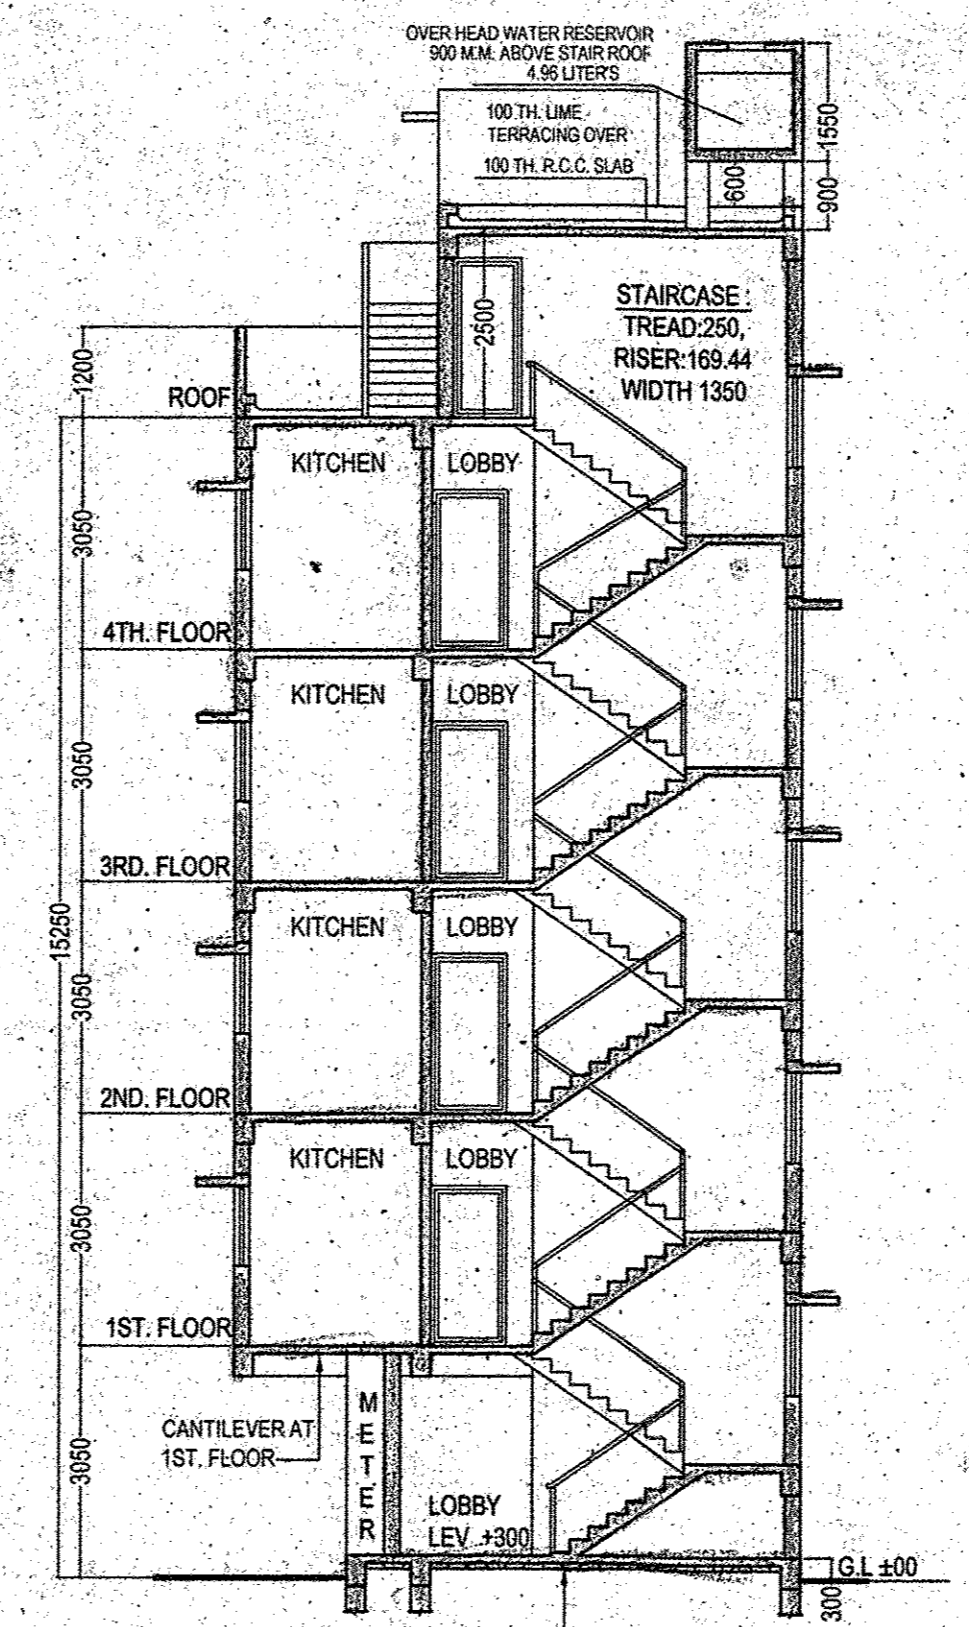 OVER HEAD WATER RESERVOIR
900 M.M. ABOVE STAIR ROOF
4.96 LITER'S
100 TH. LIME
TERRACING OVER
100 TH. R.C.C. SLAB
1550
600
900
STAIRCASE :
TREAD:250,
RISER:169.44
WIDTH 1350
2500
1200
ROOF
KITCHEN
LOBBY
3050
4TH. FLOOR
KITCHEN
LOBBY
3050
3RD. FLOOR
15250
KITCHEN
LOBBY
3050
2ND. FLOOR
KITCHEN
LOBBY
3050
1ST. FLOOR
CANTILEVER AT
1ST. FLOOR
METER
3050
LOBBY
LEV. +300
G.L ±00
300